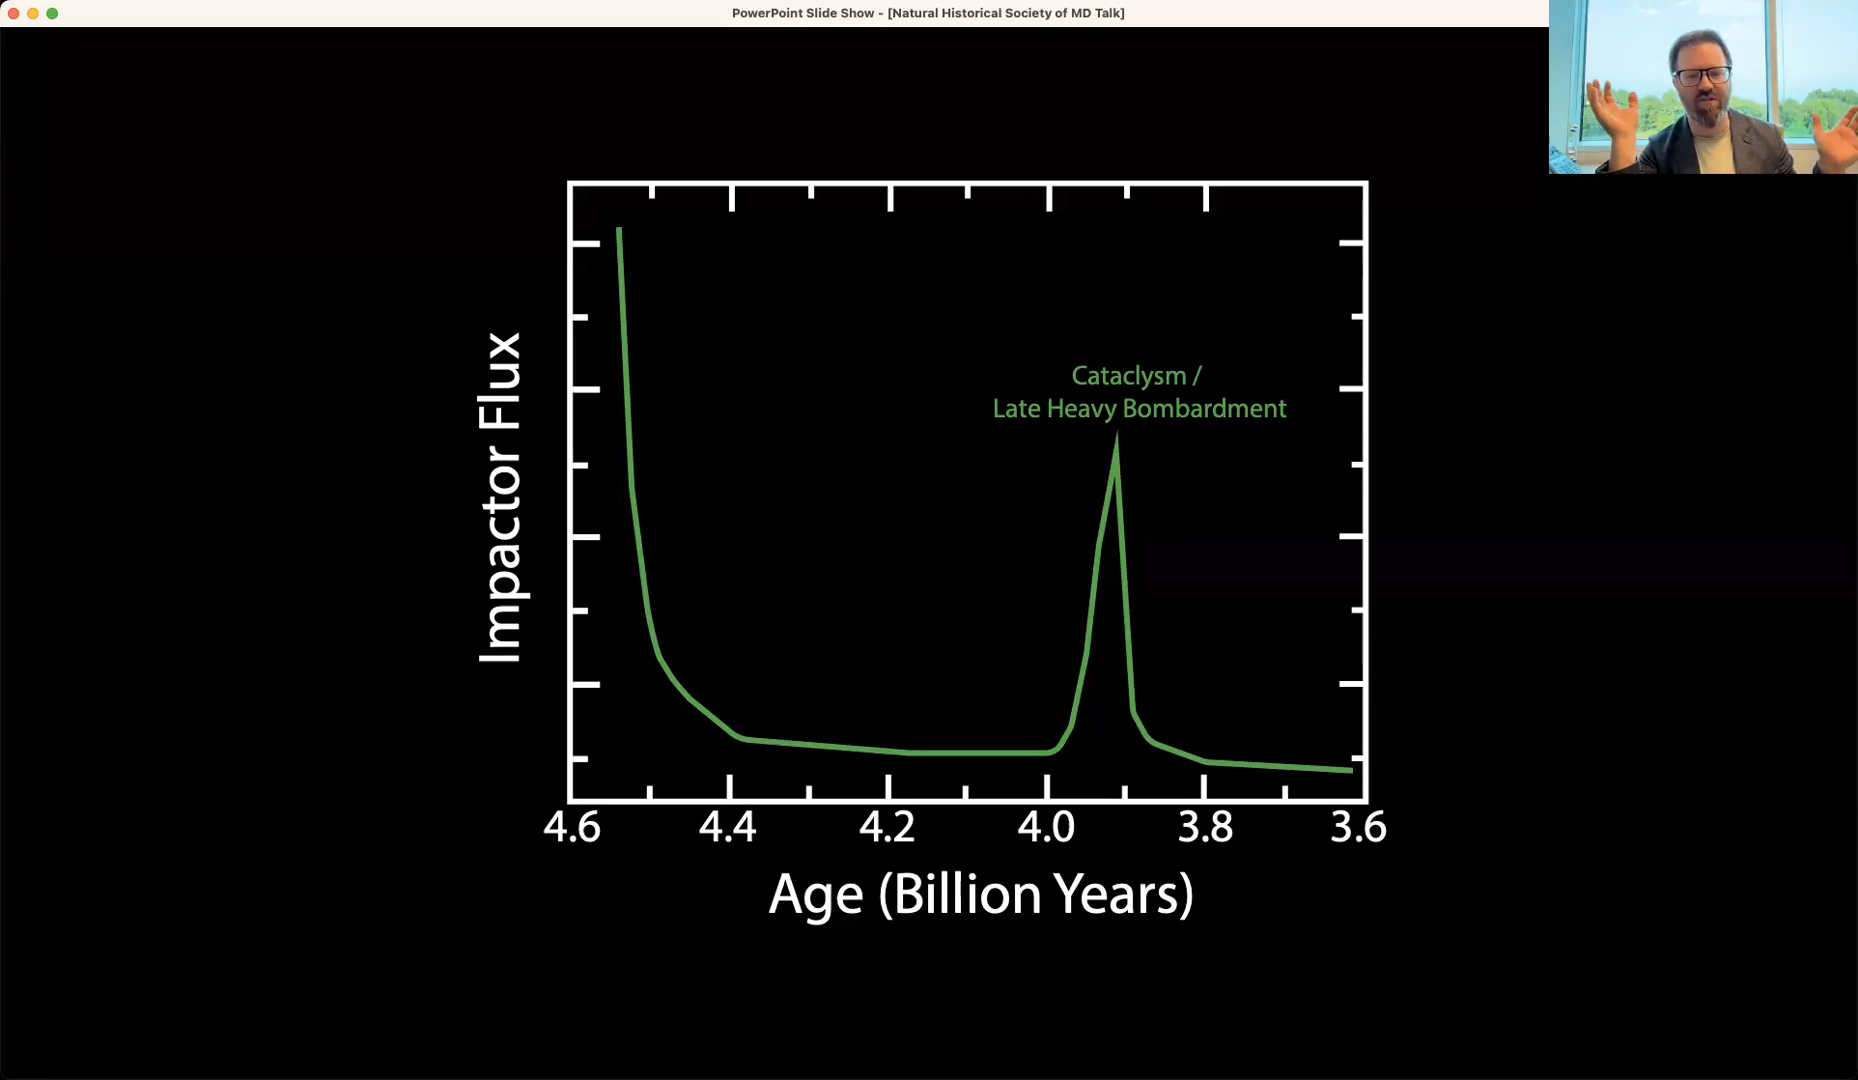 PowerPoint Slide Show - [Natural Historical Society of MD Talk]
Impactor Flux
Cataclysm /
Late Heavy Bombardment
4.6 4.4 4.2 4.0 3.8 3.6
Age (Billion Years)